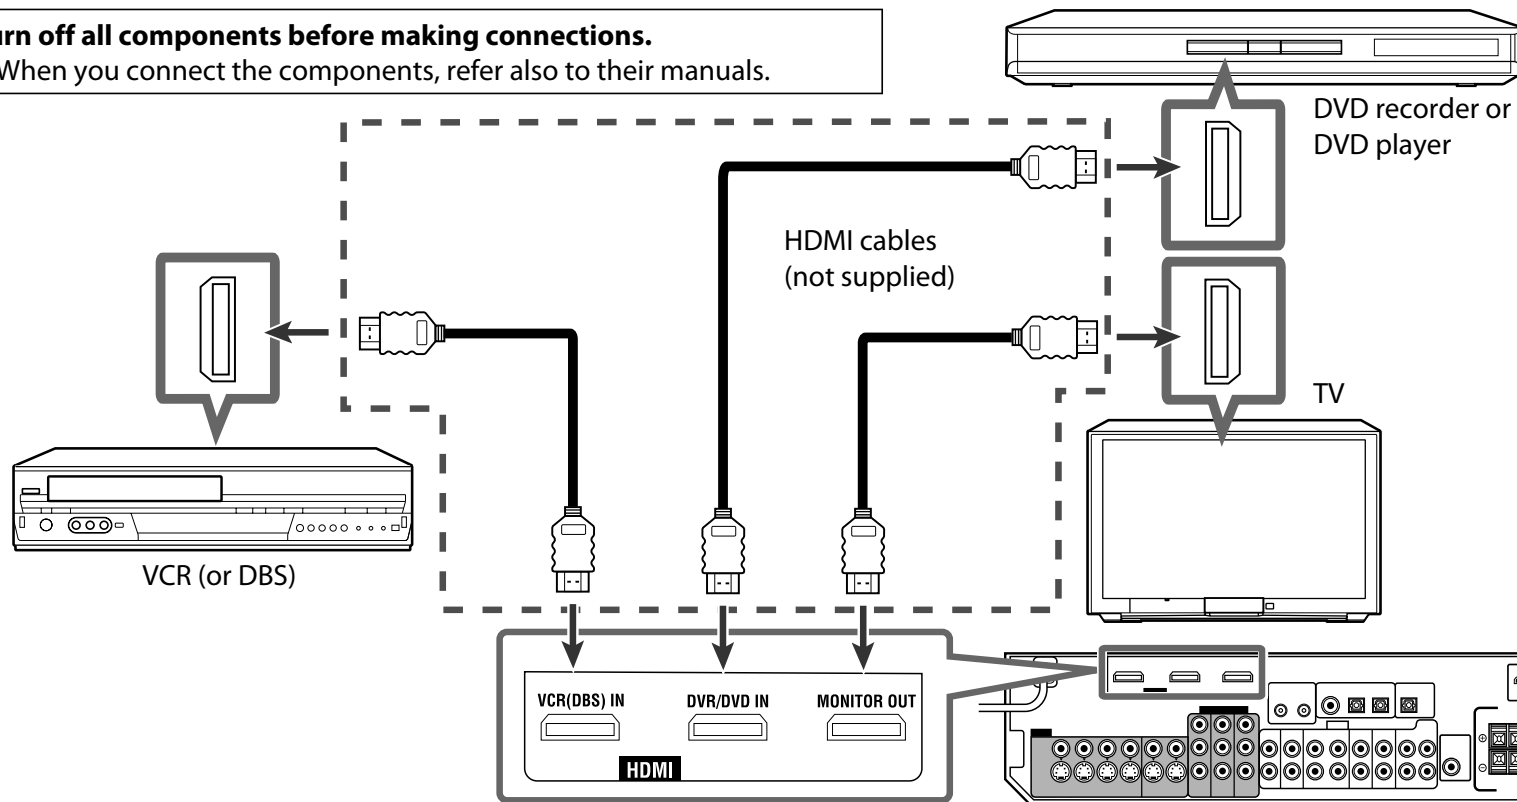 urn off all components before making connections.
When you connect the components, refer also to their manuals.
DVD recorder or
DVD player
HDMI cables
(not supplied)
TV
VCR (or DBS)
VCR(DBS) IN
DVR/DVD IN
MONITOR OUT
HDMI